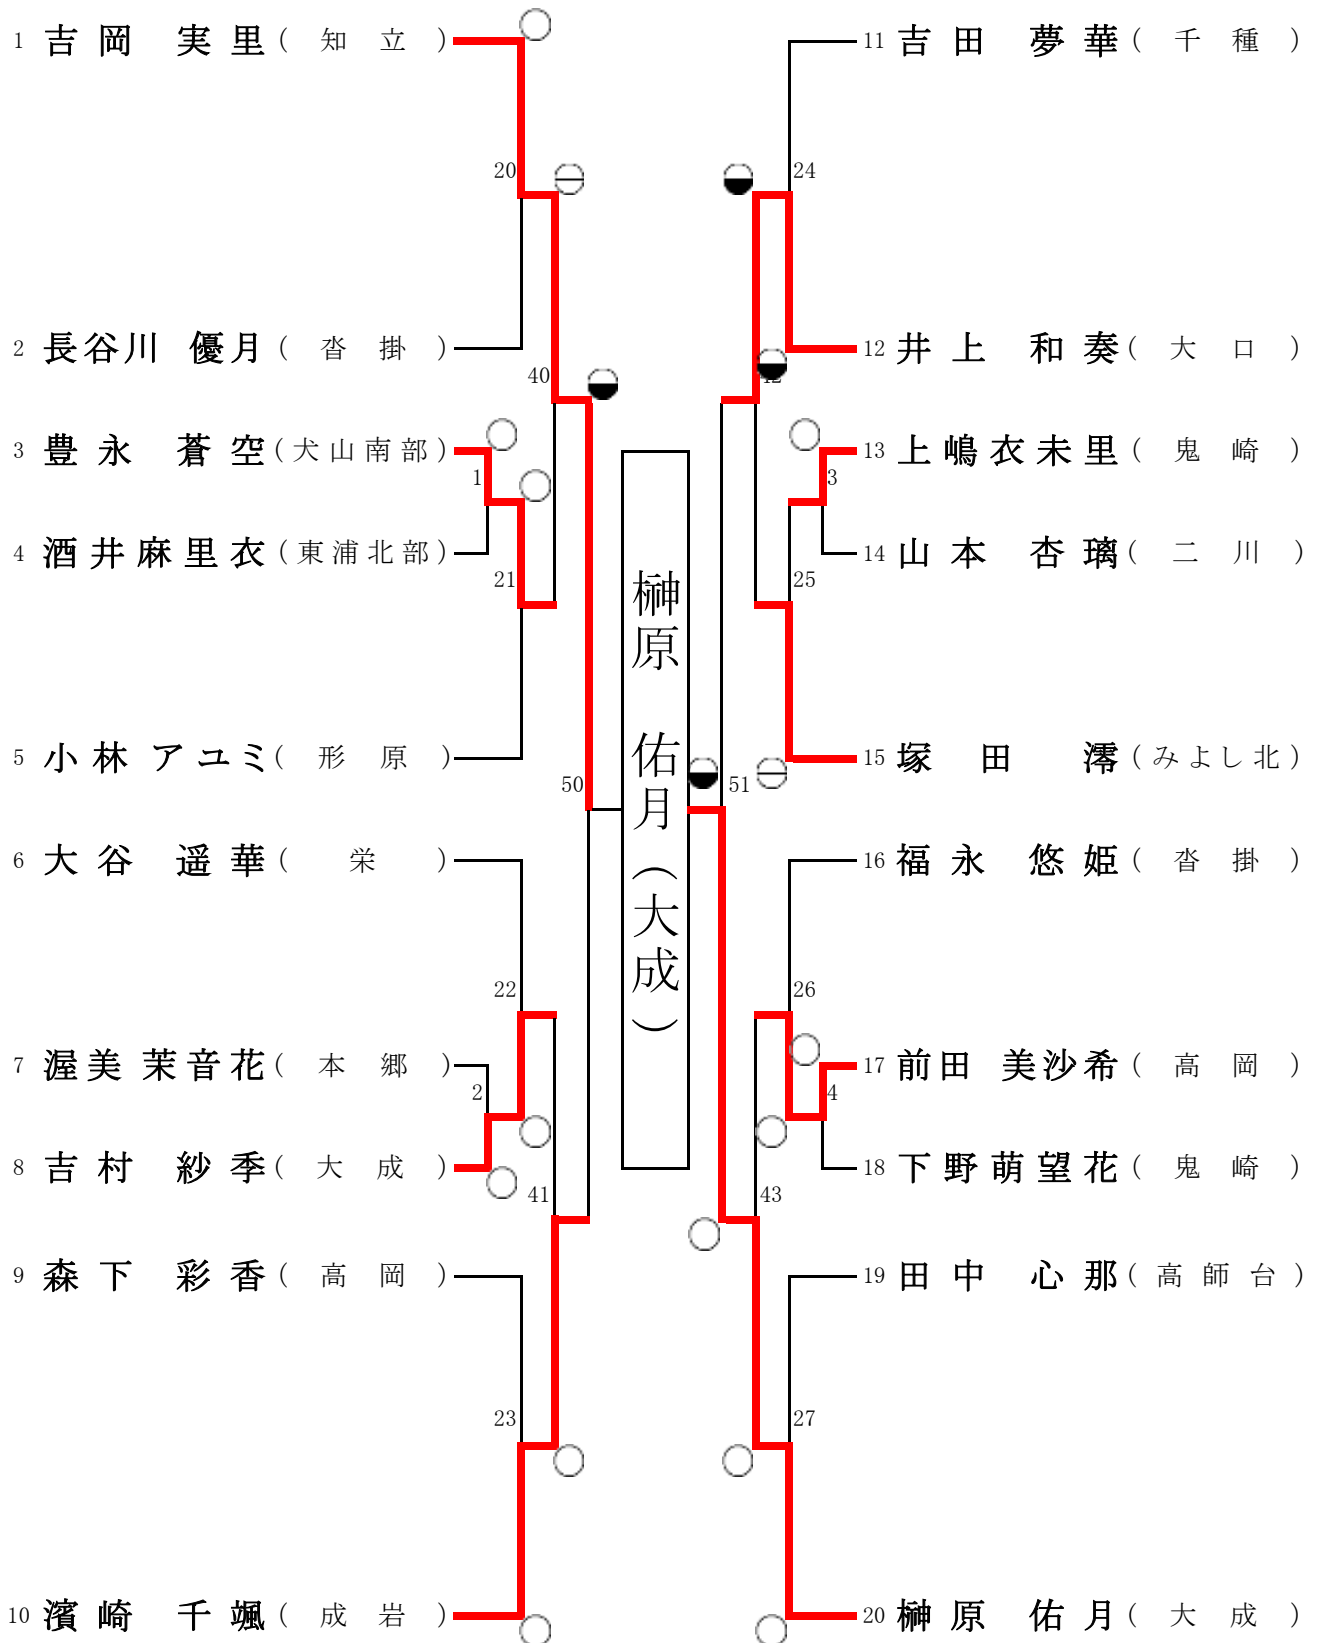 1 吉岡 実里 ( 知立 )
20
2 長谷川 優月 ( 沓掛 )
40
3 豊永 蒼空 ( 犬山南部 )
1
4 酒井麻里衣 ( 東浦北部 )
21
5 小林 アユミ ( 形原 )
50
6 大谷 遥華 ( 栄 )
22
7 渥美 茉音花 ( 本郷 )
2
8 吉村 紗季 ( 大成 )
41
9 森下 彩香 ( 高岡 )
23
10 濱崎 千颯 ( 成岩 )
榊原 佑月(大成)
11 吉田 夢華 ( 千種 )
24
12 井上 和奏 ( 大口 )
13 上嶋衣未里 ( 鬼崎 )
3
14 山本 杏璃 ( 二川 )
25
15 塚田 澪 ( みよし北 )
51
16 福永 悠姫 ( 沓掛 )
26
17 前田 美沙希 ( 高岡 )
4
18 下野萌望花 ( 鬼崎 )
43
19 田中 心那 ( 高師台 )
27
20 榊原 佑月 ( 大成 )